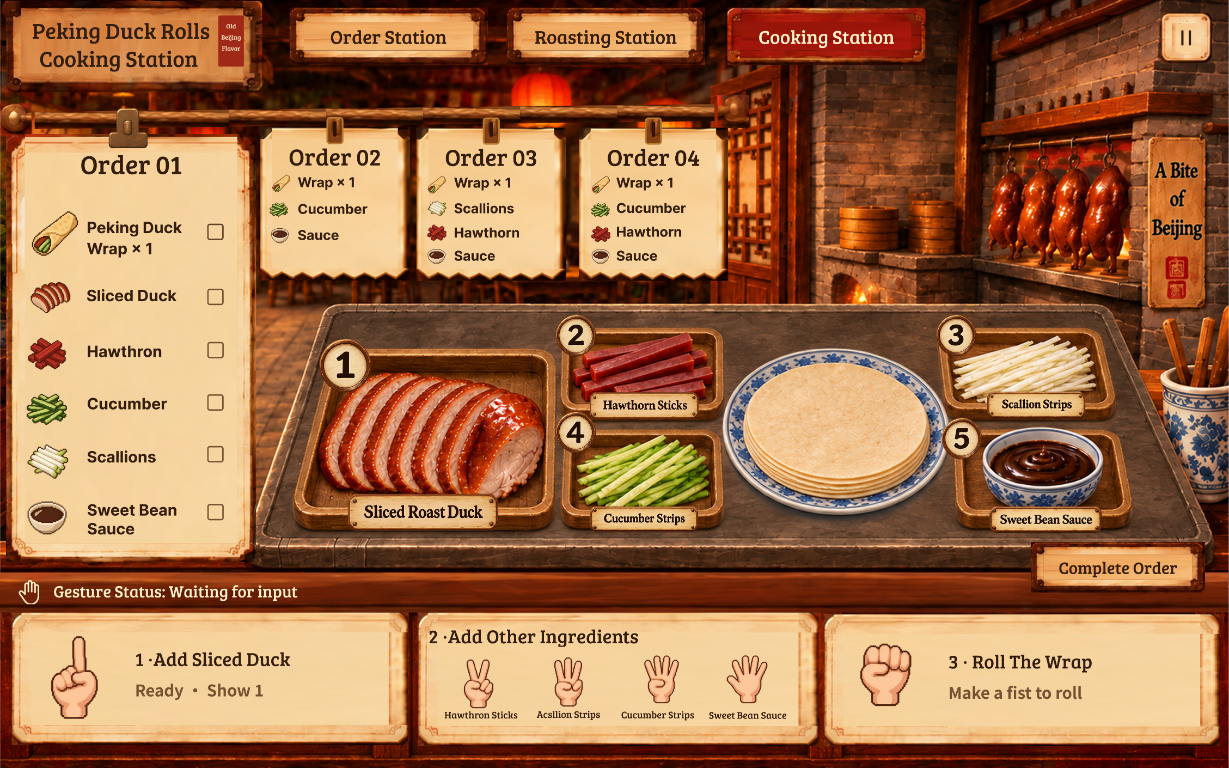 Peking Duck Rolls
Cooking Station
Old
Beijing
Flavor
Order Station
Roasting Station
Cooking Station
Order 01
Peking Duck
Wrap × 1
Sliced Duck
Hawthron
Cucumber
Scallions
Sweet Bean
Sauce
Order 02
Wrap × 1
Cucumber
Sauce
Order 03
Wrap × 1
Scallions
Hawthorn
Sauce
Order 04
Wrap × 1
Cucumber
Hawthorn
Sauce
A Bite
of
Beijing
1
Sliced Roast Duck
2
Hawthorn Sticks
3
Scallion Strips
4
Cucumber Strips
5
Sweet Bean Sauce
Complete Order
Gesture Status: Waiting for input
1 ·Add Sliced Duck
Ready • Show 1
2 ·Add Other Ingredients
Hawthron Sticks
Acsllion Strips
Cucumber Strips
Sweet Bean Sauce
3 · Roll The Wrap
Make a fist to roll